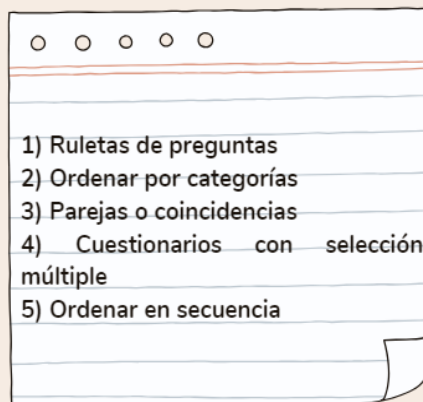 1) Ruletas de preguntas
2) Ordenar por categorías
3) Parejas o coincidencias
4) Cuestionarios con selección
múltiple
5) Ordenar en secuencia